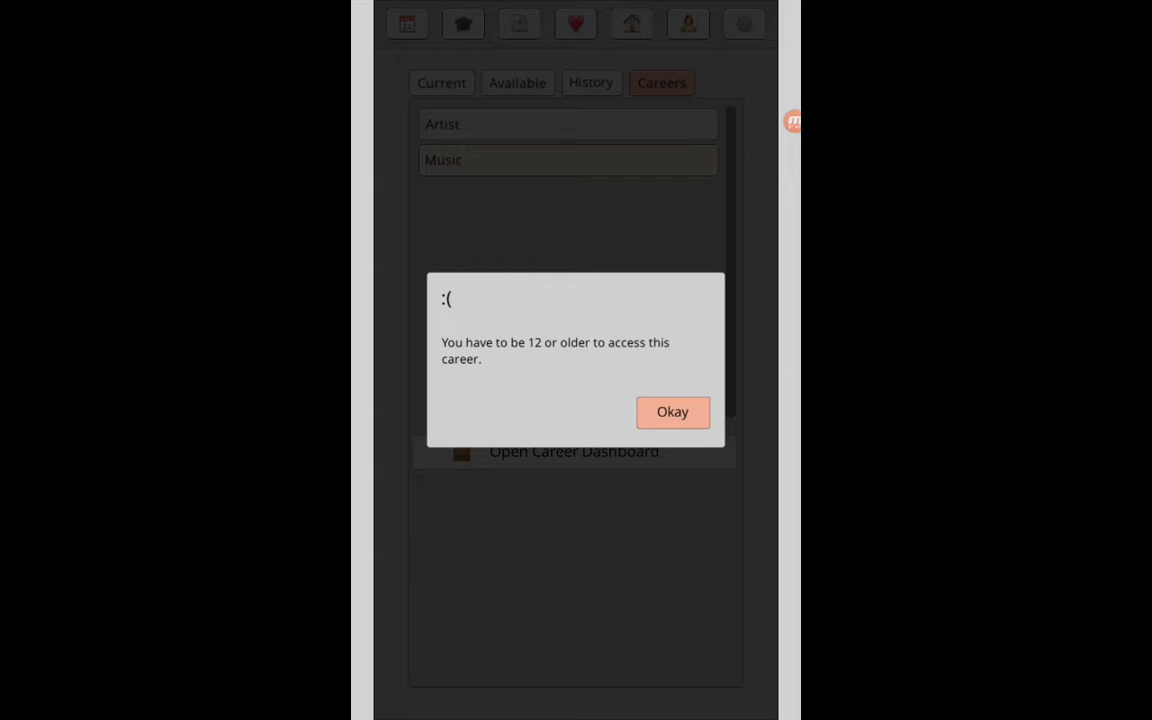 Current Available History Careers
Artist
Music
:(
You have to be 12 or older to access this
career.
Okay
Open Career Dashboard